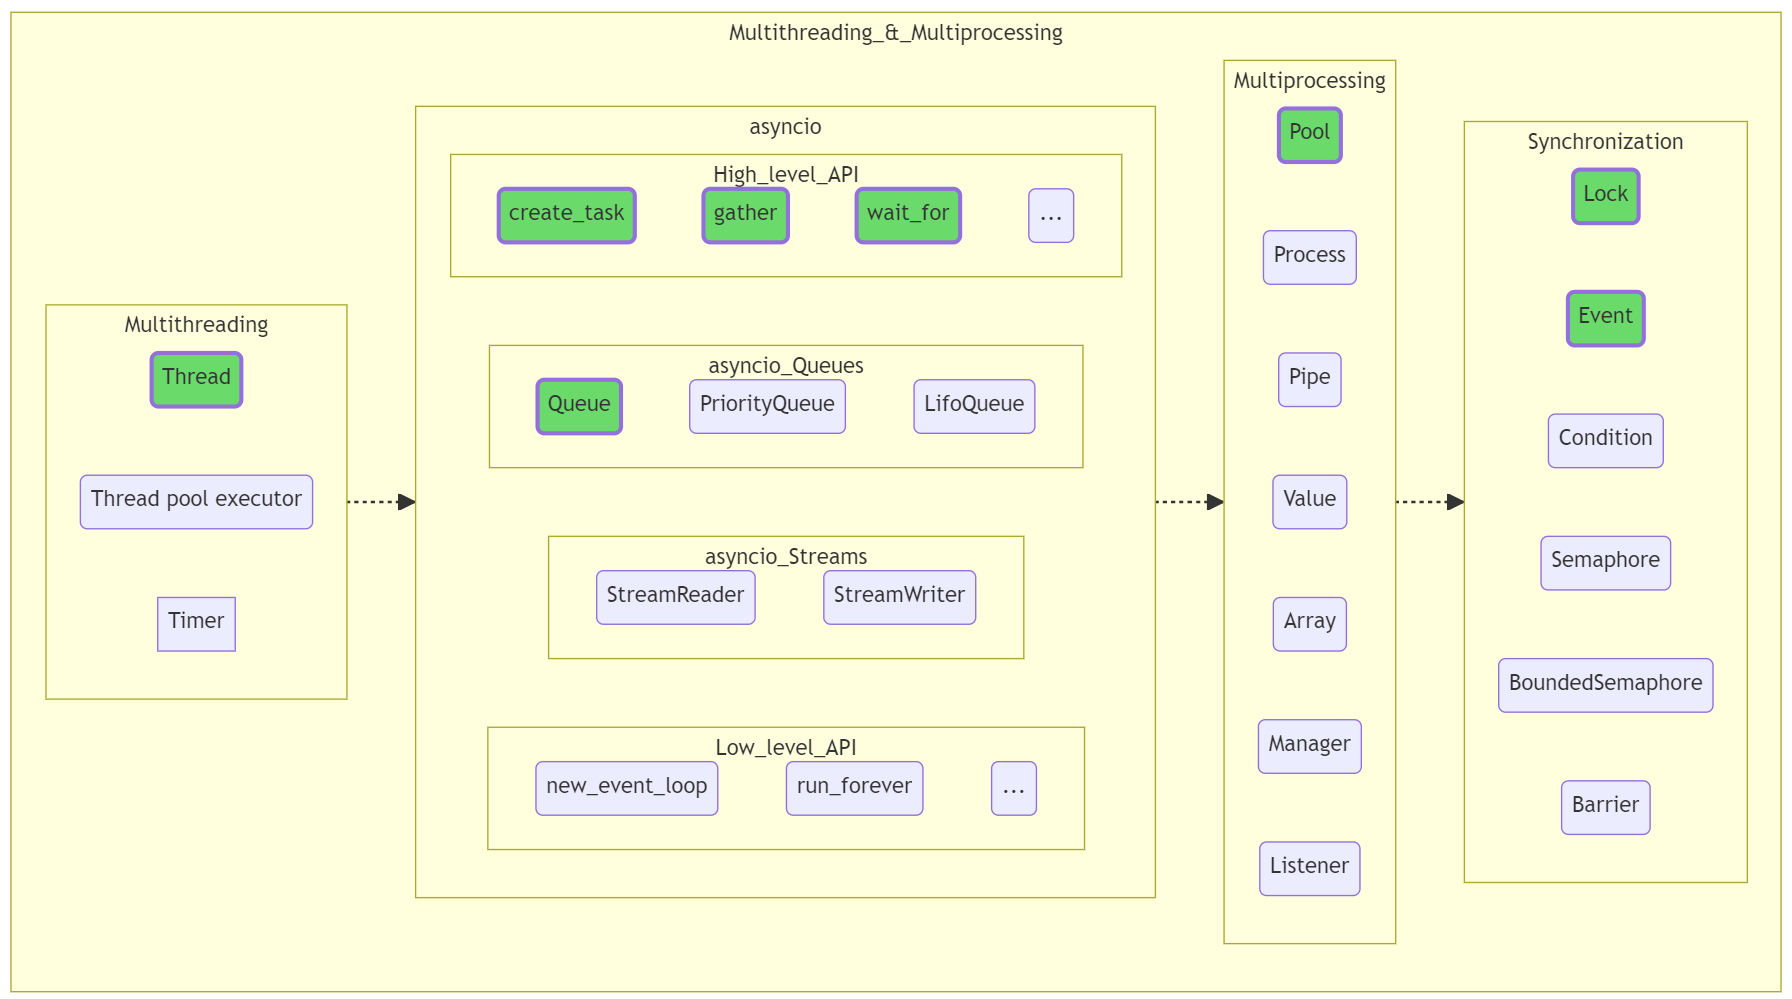 Multithreading_&_Multiprocessing
Multithreading
Thread
Thread pool executor
Timer
asyncio
High_level_API
create_task
gather
wait_for
...
asyncio_Queues
Queue
PriorityQueue
LifoQueue
asyncio_Streams
StreamReader
StreamWriter
Low_level_API
new_event_loop
run_forever
...
Multiprocessing
Pool
Process
Pipe
Value
Array
Manager
Listener
Synchronization
Lock
Event
Condition
Semaphore
BoundedSemaphore
Barrier